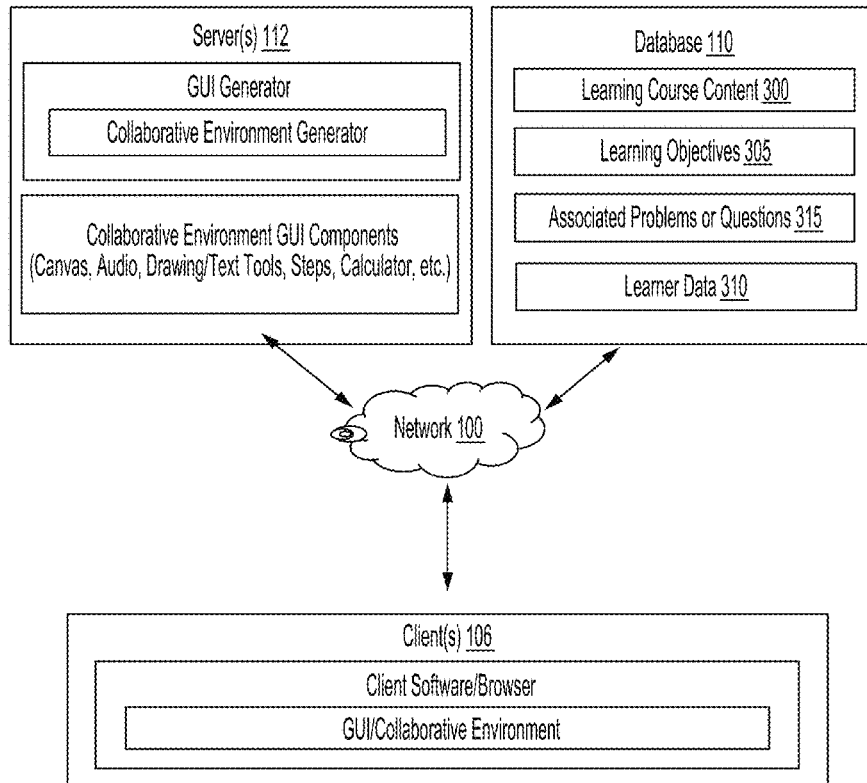 Server(s) 112
GUI Generator
Collaborative Environment Generator
Collaborative Environment GUI Components
(Canvas, Audio, Drawing/Text Tools, Steps, Calculator, etc.)
Database 110
Learning Course Content 300
Learning Objectives 305
Associated Problems or Questions 315
Learner Data 310
Network 100
Client(s) 106
Client Software/Browser
GUI/Collaborative Environment